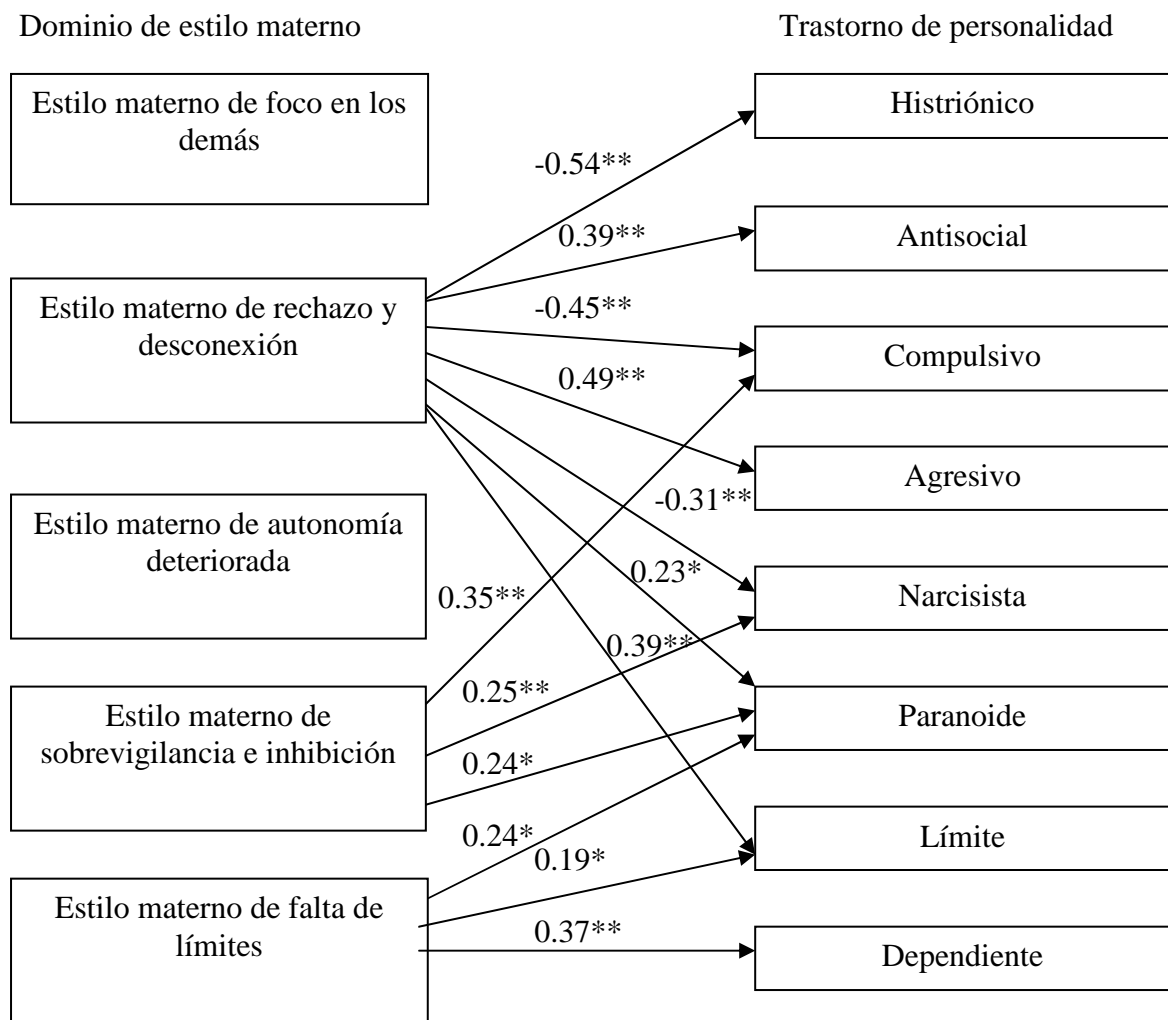 Dominio de estilo materno
Trastorno de personalidad
Estilo materno de foco en los
demás
Histriónico
-0.54**
0.39**
Antisocial
Estilo materno de rechazo y
desconexión
-0.45**
Compulsivo
0.49**
Agresivo
-0.31**
Estilo materno de autonomía
deteriorada
0.23*
Narcisista
0.35**
0.39**
Estilo materno de
sobrevigilancia e inhibición
0.25**
Paranoide
0.24*
0.24*
Límite
0.19*
Estilo materno de falta de
límites
0.37**
Dependiente